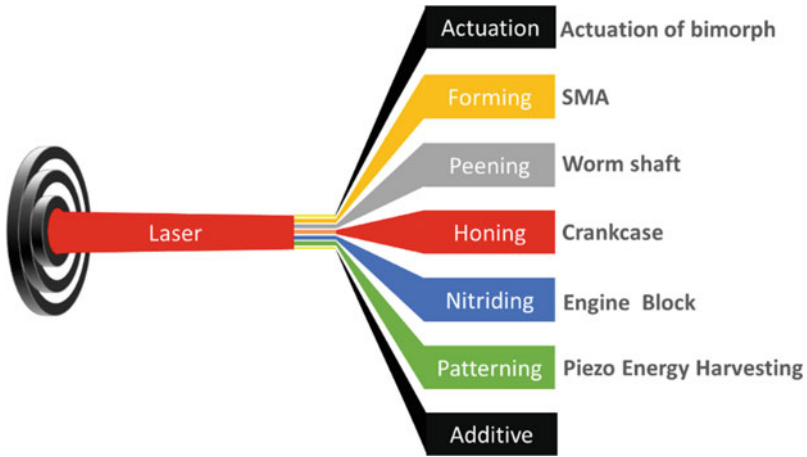 Actuation Actuation of bimorph
Forming SMA
Peening Worm shaft
Laser Honing Crankcase
Nitriding Engine Block
Patterning Piezo Energy Harvesting
Additive